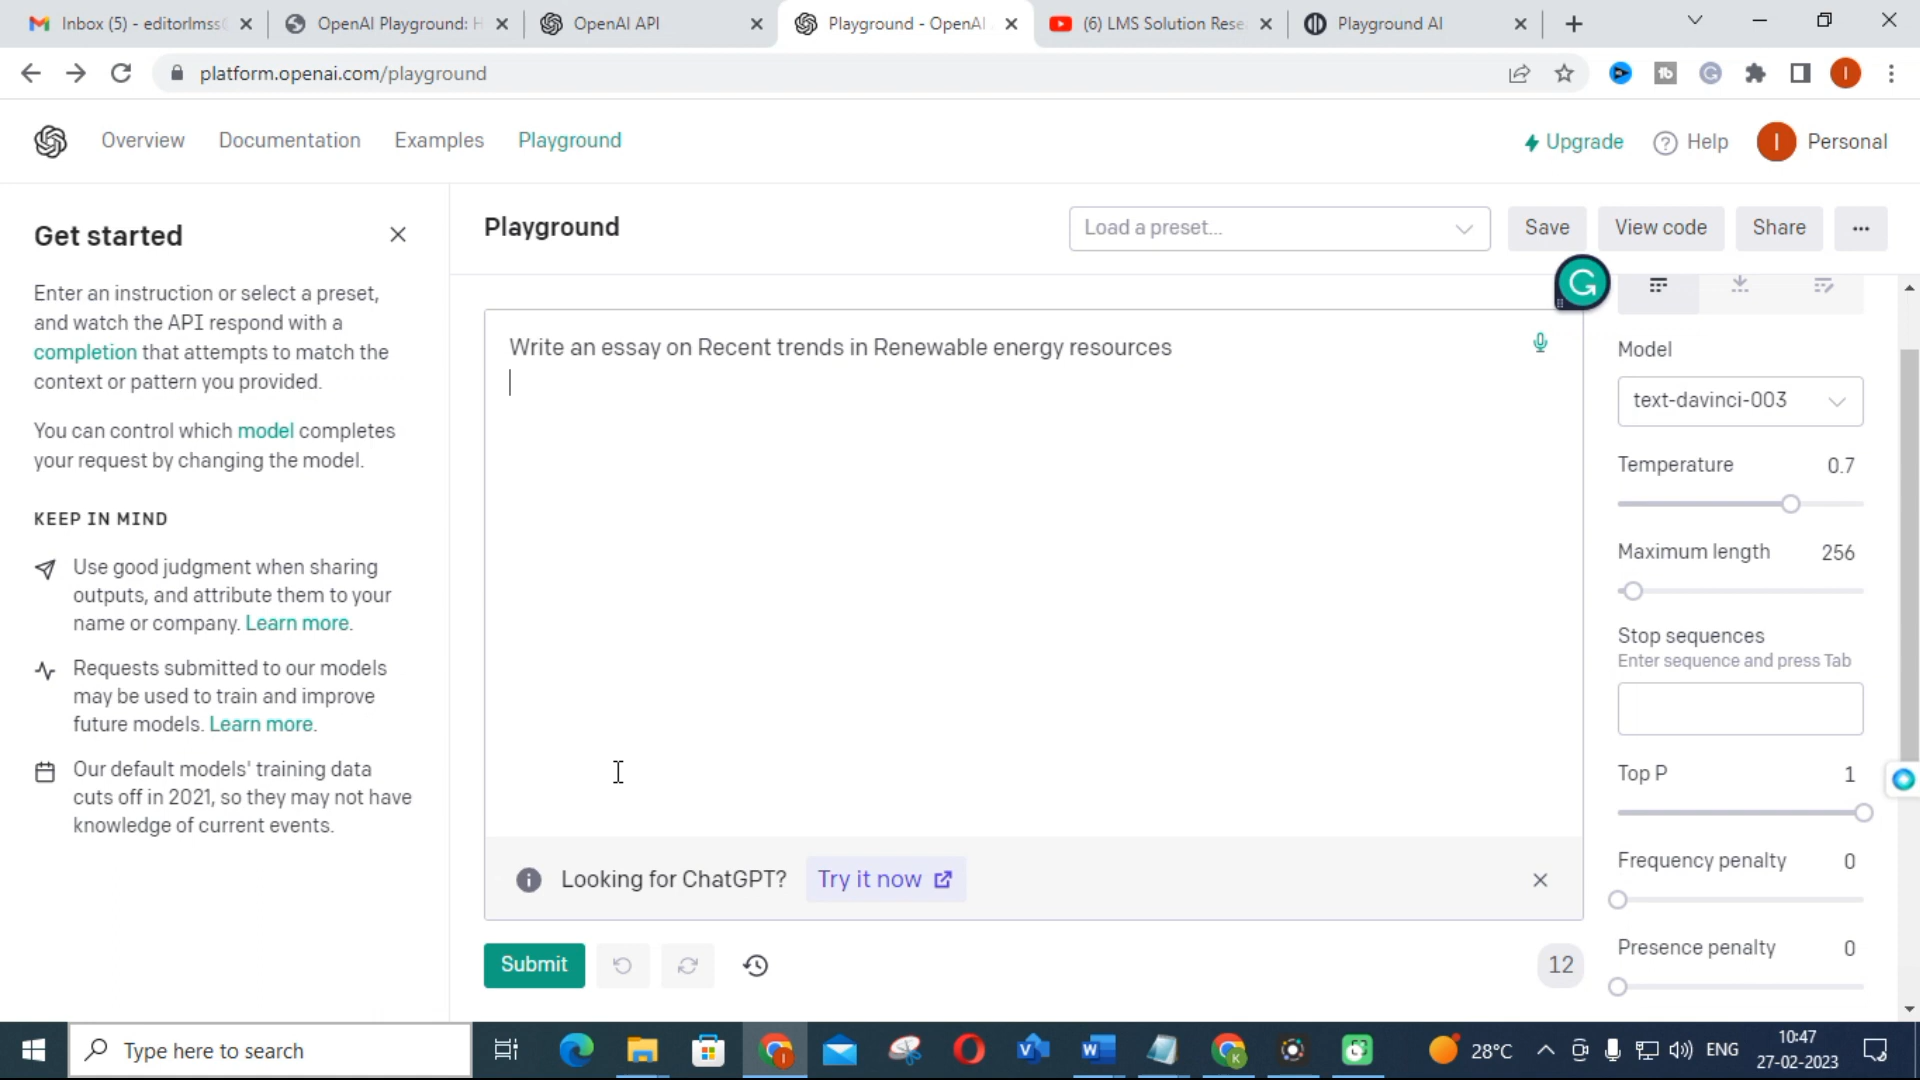 Inbox (5) - editorlmss
OpenAI Playground: H
OpenAI API
Playground - OpenAI
(6) LMS Solution Rese
Playground AI
platform.openai.com/playground
Overview
Documentation
Examples
Playground
Upgrade
Help
Personal
Get started
Enter an instruction or select a preset,
and watch the API respond with a
completion that attempts to match the
context or pattern you provided.
You can control which model completes
your request by changing the model.
KEEP IN MIND
Use good judgment when sharing
outputs, and attribute them to your
name or company. Learn more.
Requests submitted to our models
may be used to train and improve
future models. Learn more.
Our default models' training data
cuts off in 2021, so they may not have
knowledge of current events.
Playground
Load a preset...
Save
View code
Share
Write an essay on Recent trends in Renewable energy resources
Looking for ChatGPT?
Try it now
Submit
12
Model
text-davinci-003
Temperature 0.7
Maximum length 256
Stop sequences
Enter sequence and press Tab
Top P 1
Frequency penalty 0
Presence penalty 0
Type here to search
28°C
ENG
10:47
27-02-2023